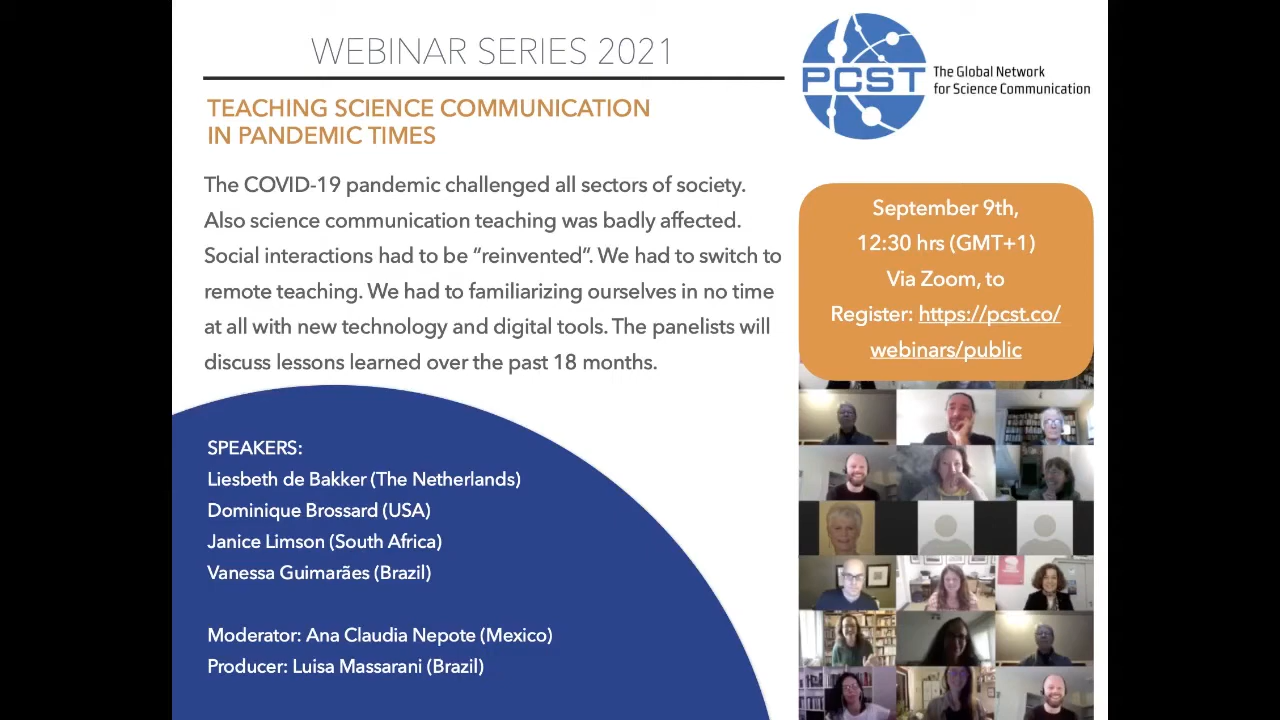 WEBINAR SERIES 2021
PCST
The Global Network
for Science Communication
TEACHING SCIENCE COMMUNICATION
IN PANDEMIC TIMES
The COVID-19 pandemic challenged all sectors of society.
Also science communication teaching was badly affected.
Social interactions had to be “reinvented“. We had to switch to
remote teaching. We had to familiarizing ourselves in no time
at all with new technology and digital tools. The panelists will
discuss lessons learned over the past 18 months.
September 9th,
12:30 hrs (GMT+1)
Via Zoom, to
Register: https://pcst.co/
webinars/public
SPEAKERS:
Liesbeth de Bakker (The Netherlands)
Dominique Brossard (USA)
Janice Limson (South Africa)
Vanessa Guimarães (Brazil)
Moderator: Ana Claudia Nepote (Mexico)
Producer: Luisa Massarani (Brazil)